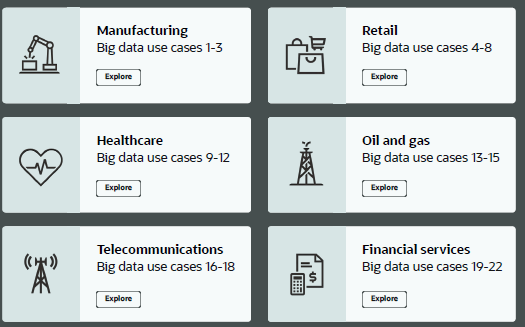 Manufacturing
Big data use cases 1-3
Explore
Retail
Big data use cases 4-8
Explore
Healthcare
Big data use cases 9-12
Explore
Oil and gas
Big data use cases 13-15
Explore
Telecommunications
Big data use cases 16-18
Explore
Financial services
Big data use cases 19-22
Explore
$